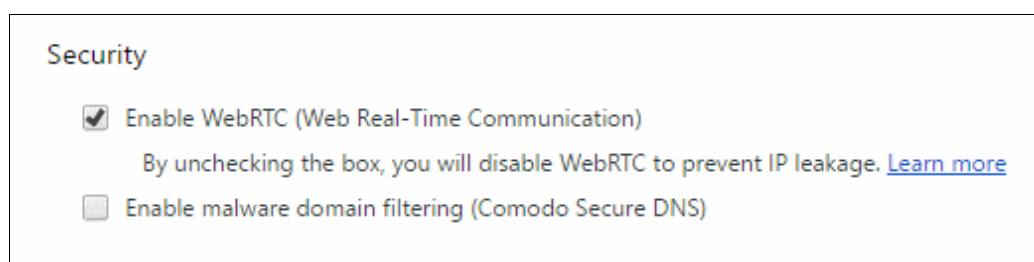 Security
Enable WebRTC (Web Real-Time Communication)
By unchecking the box, you will disable WebRTC to prevent IP leakage. Learn more
Enable malware domain filtering (Comodo Secure DNS)